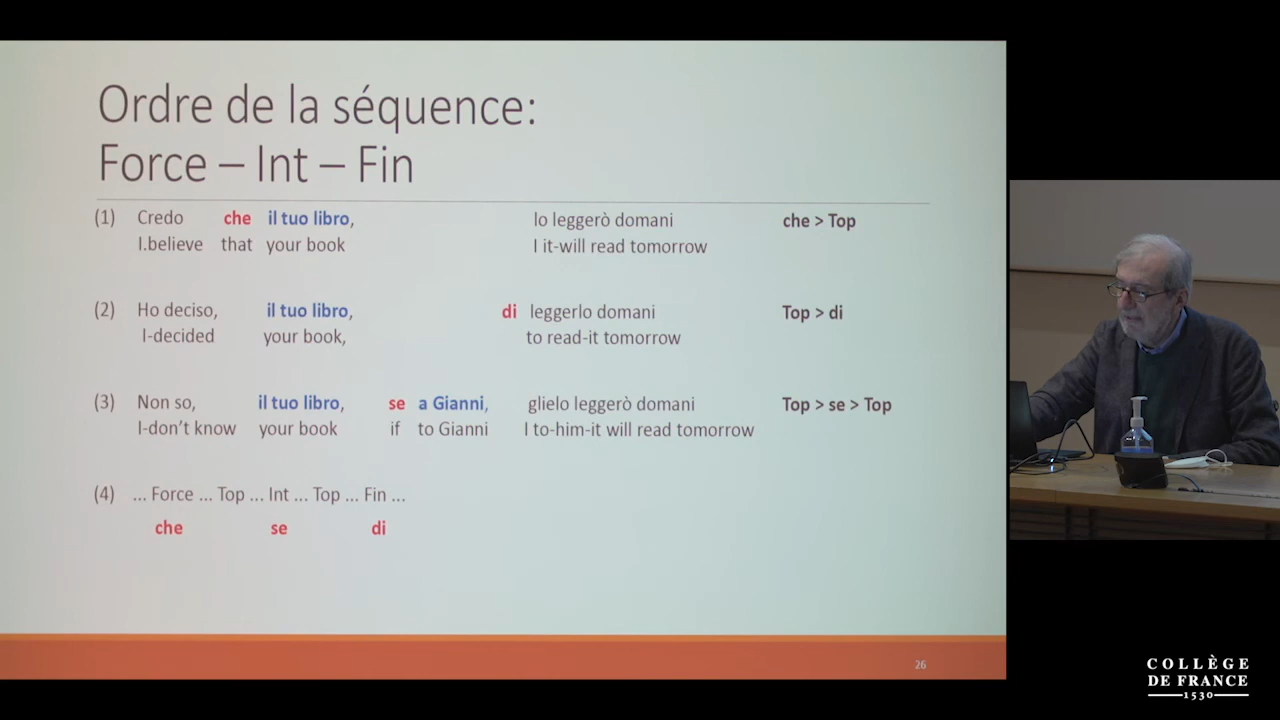 Ordre de la séquence:
Force – Int – Fin
(1) Credo che il tuo libro, lo leggerò domani che > Top
I.believe that your book I it-will read tomorrow
(2) Ho deciso, il tuo libro, di leggerlo domani Top > di
I-decided your book, to read-it tomorrow
(3) Non so, il tuo libro, se a Gianni, glielo leggerò domani Top > se > Top
I-don't know your book if to Gianni I to-him-it will read tomorrow
(4) ... Force ... Top ... Int ... Top ... Fin ...
che se di
26
COLLÈGE
DE FRANCE
1530